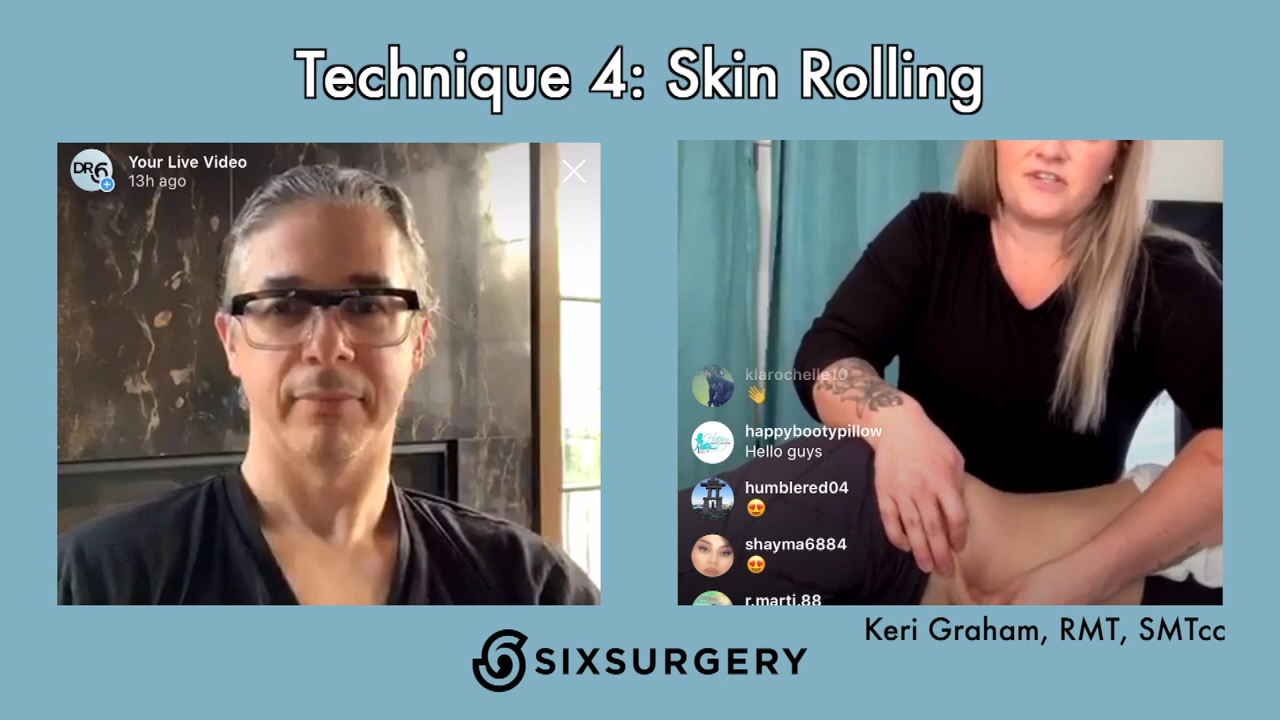 Technique 4: Skin Rolling
DR6
Your Live Video
13h ago
klarochelle10
👋
happybootypillow
Hello guys
humblered04
😍
shayma6884
😍
r.marti.88
Keri Graham, RMT, SMTcc
SIXSURGERY